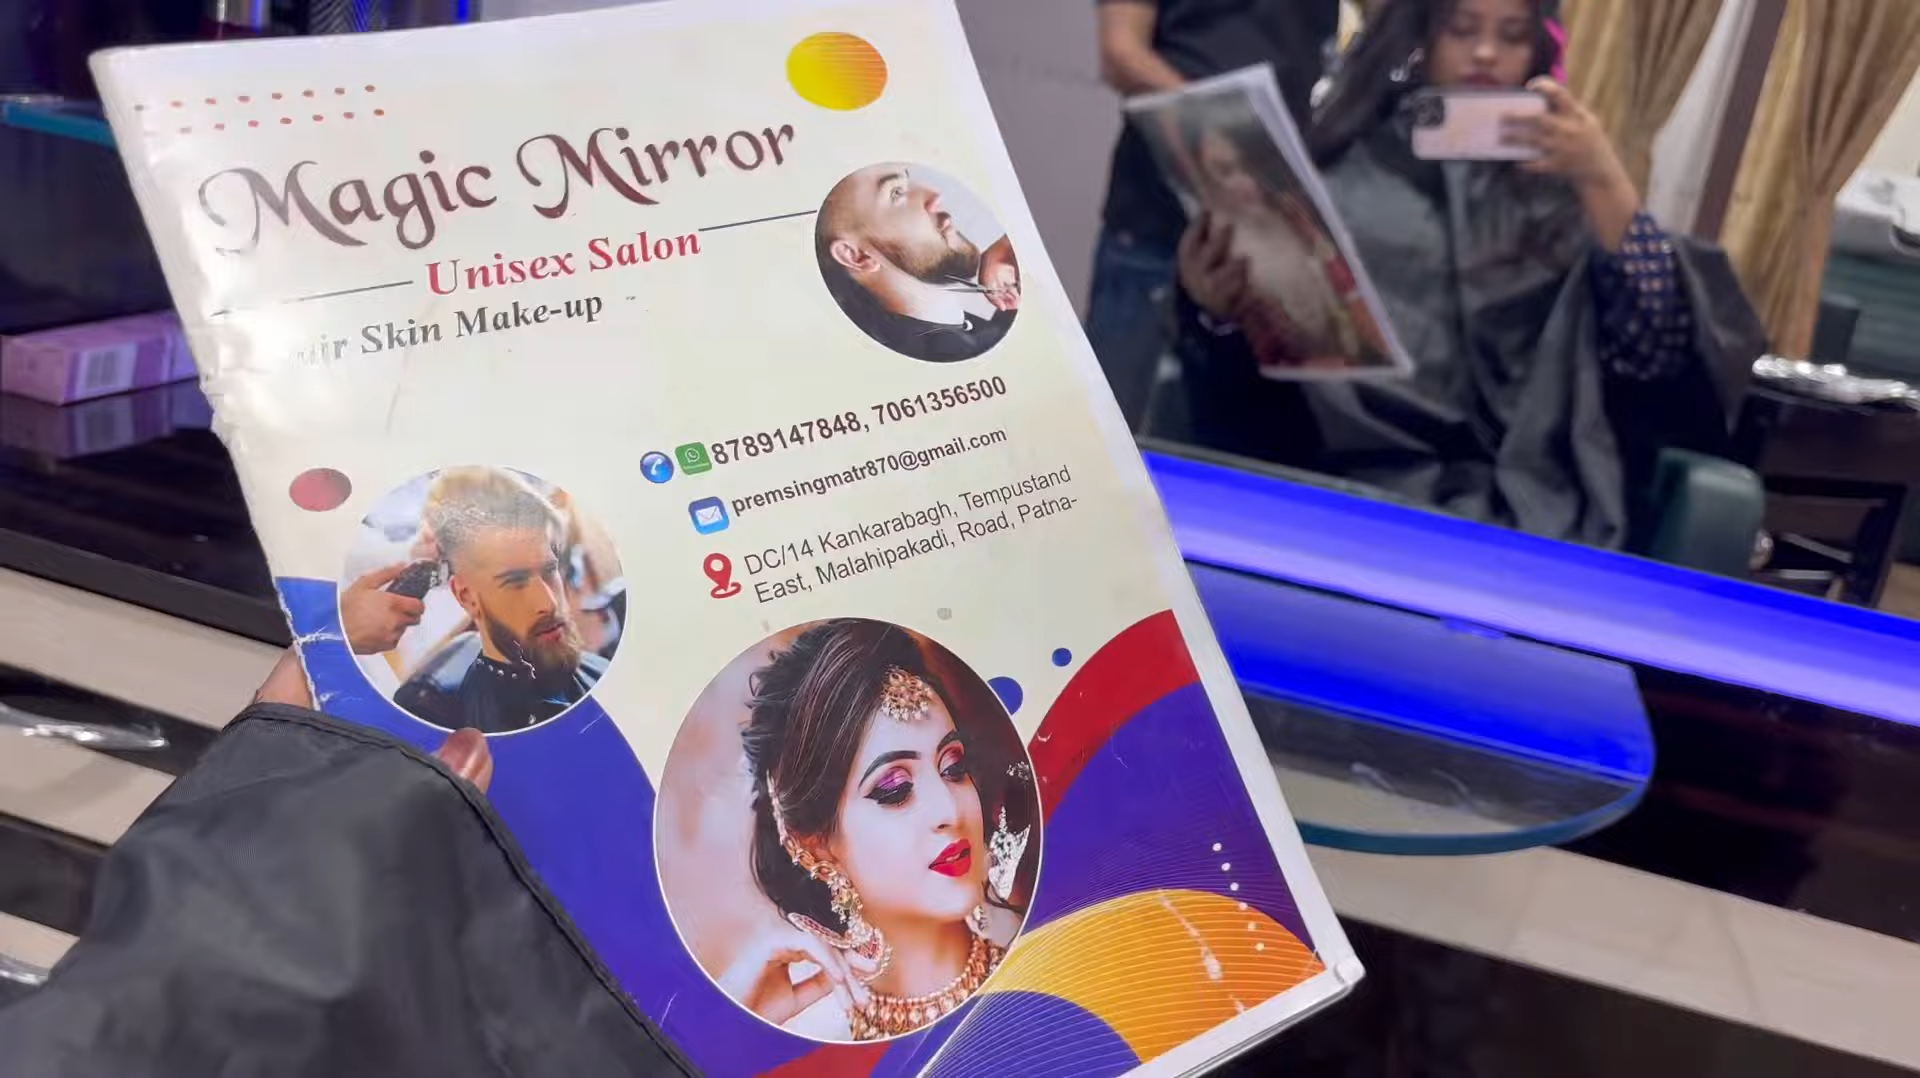 Magic Mirror
Unisex Salon
Skin Make-up
8789147848, 7061356500
premsingmatr870@gmail.com
DC/14 Kankarabagh, Tempustand
East, Malahipakadi, Road, Patna-